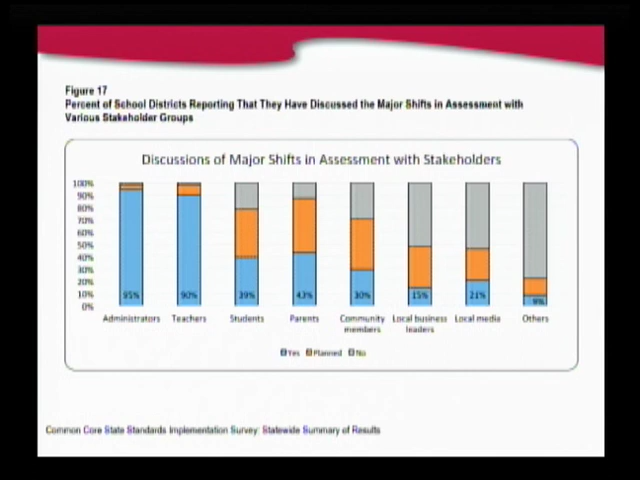 Figure 17
Percent of School Districts Reporting That They Have Discussed the Major Shifts in Assessment with
Various Stakeholder Groups
Discussions of Major Shifts in Assessment with Stakeholders
100%
90%
80%
70%
60%
50%
40%
30%
20%
10%
0%
95% 90% 39% 43% 30% 15% 21% 9%
Administrators Teachers Students Parents Community members Local business leaders Local media Others
Yes Planned No
Common Core State Standards Implementation Survey: Statewide Summary of Results